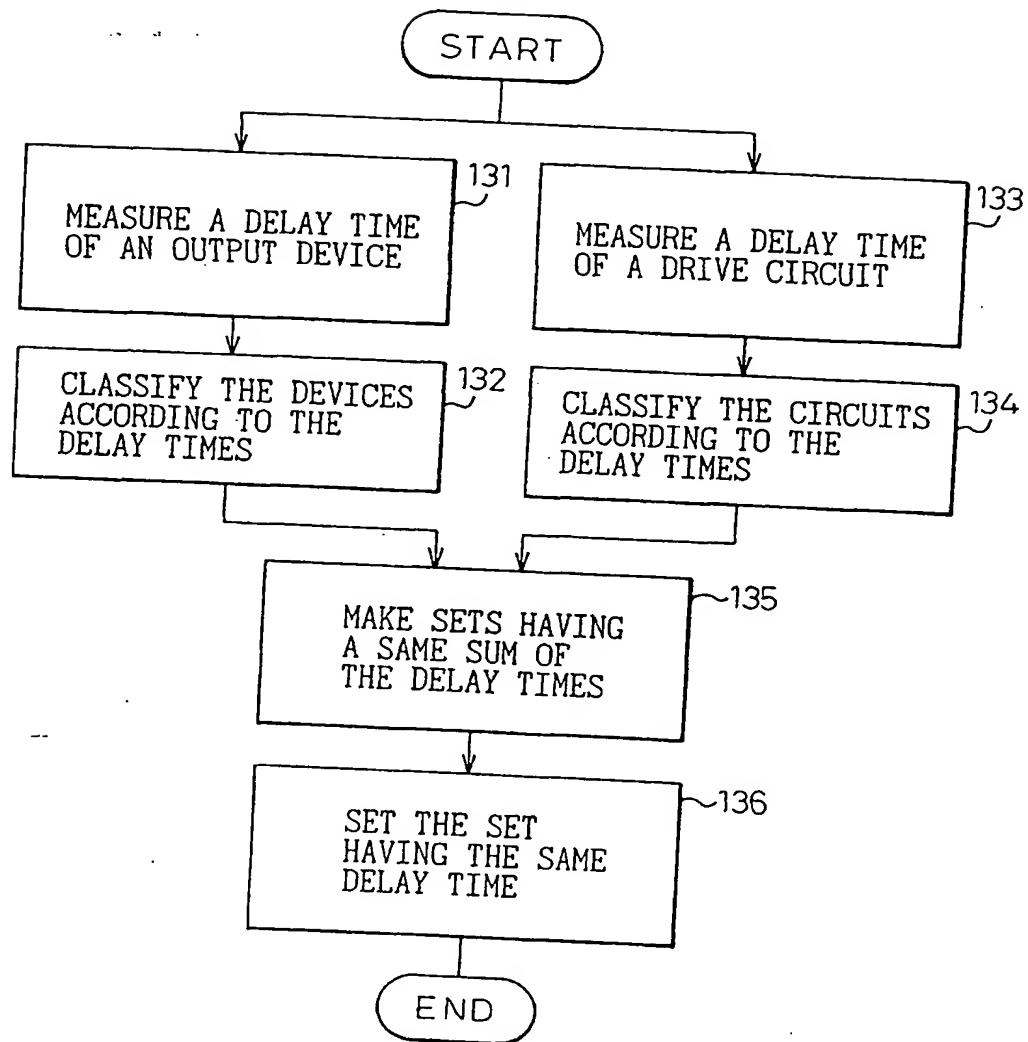 START
131
MEASURE A DELAY TIME
OF AN OUTPUT DEVICE
133
MEASURE A DELAY TIME
OF A DRIVE CIRCUIT
132
CLASSIFY THE DEVICES
ACCORDING TO THE
DELAY TIMES
134
CLASSIFY THE CIRCUITS
ACCORDING TO THE
DELAY TIMES
135
MAKE SETS HAVING
A SAME SUM OF
THE DELAY TIMES
136
SET THE SET
HAVING THE SAME
DELAY TIME
END